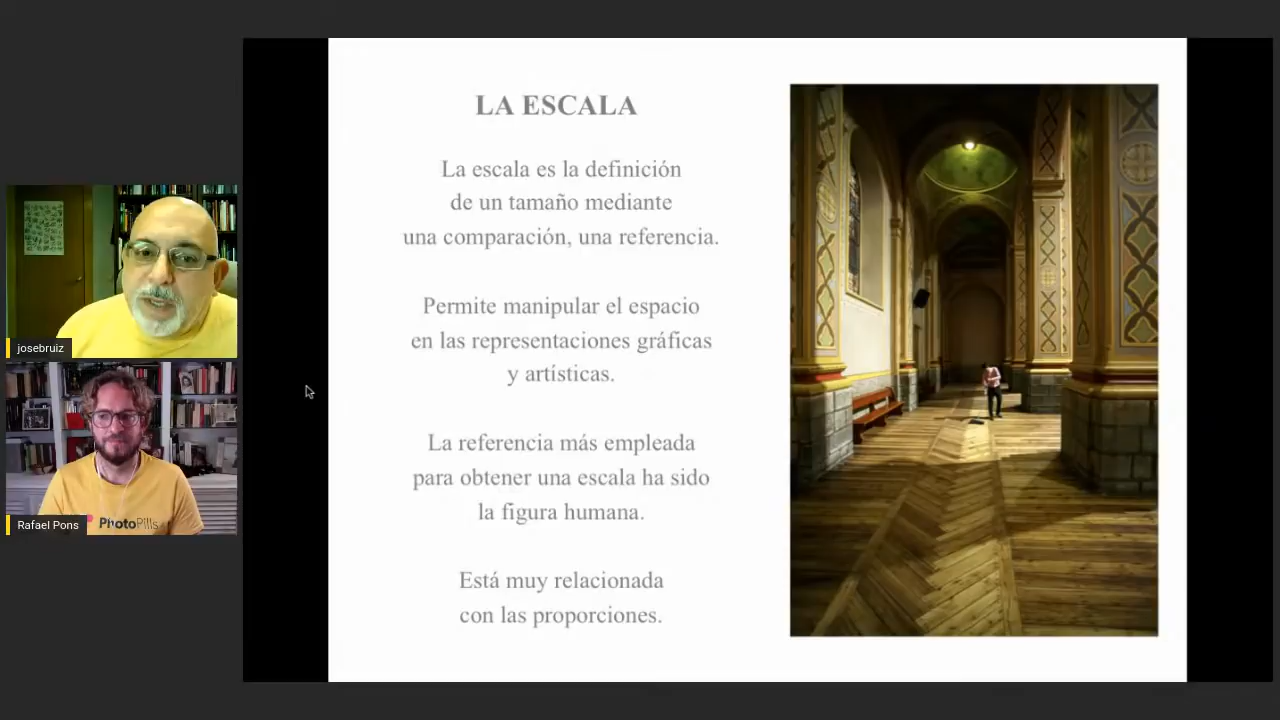 LA ESCALA
La escala es la definición
de un tamaño mediante
una comparación, una referencia.
Permite manipular el espacio
en las representaciones gráficas
y artísticas.
La referencia más empleada
para obtener una escala ha sido
la figura humana.
Está muy relacionada
con las proporciones.
josebruiz
PhotoPills
Rafael Pons